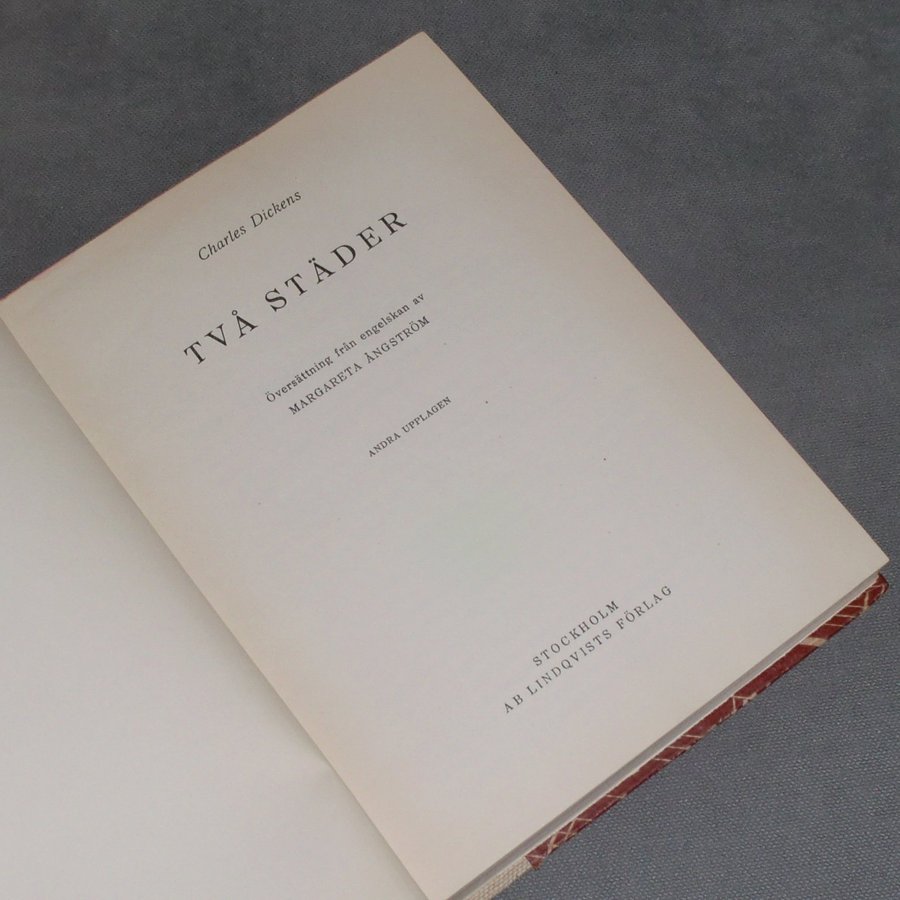 Charles Dickens
TVÅ STÄDER
Översättning från engelskan av
MARGARETA ÅNGSTRÖM
ANDRA UPPLAGEN
STOCKHOLM
AB LINDQVISTS FÖRLAG